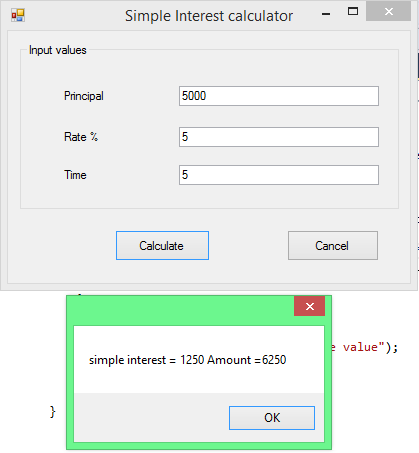 Simple Interest calculator
Input values
Principal 5000
Rate % 5
Time 5
Calculate Cancel
value");
simple interest = 1250 Amount =6250
}
OK